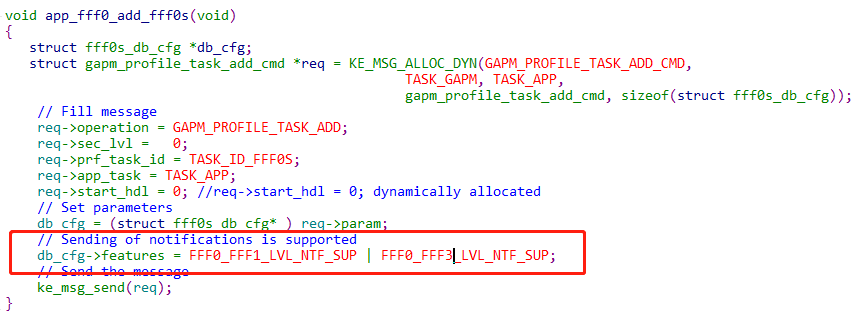 void app_fff0_add_fff0s(void)
{
struct fff0s_db_cfg *db_cfg;
struct gapm_profile_task_add_cmd *req = KE_MSG_ALLOC_DYN(GAPM_PROFILE_TASK_ADD_CMD,
TASK_GAPM, TASK_APP,
gapm_profile_task_add_cmd, sizeof(struct fff0s_db_cfg));
// Fill message
req->operation = GAPM_PROFILE_TASK_ADD;
req->sec_lvl = 0;
req->prf_task_id = TASK_ID_FFF0S;
req->app_task = TASK_APP;
req->start_hdl = 0; //req->start_hdl = 0; dynamically allocated
// Set parameters
db_cfg = (struct fff0s_db_cfg* ) req->param;
// Sending of notifications is supported
db_cfg->features = FFF0_FFF1_LVL_NTF_SUP | FFF0_FFF3_LVL_NTF_SUP;
// Send the message
ke_msg_send(req);
}